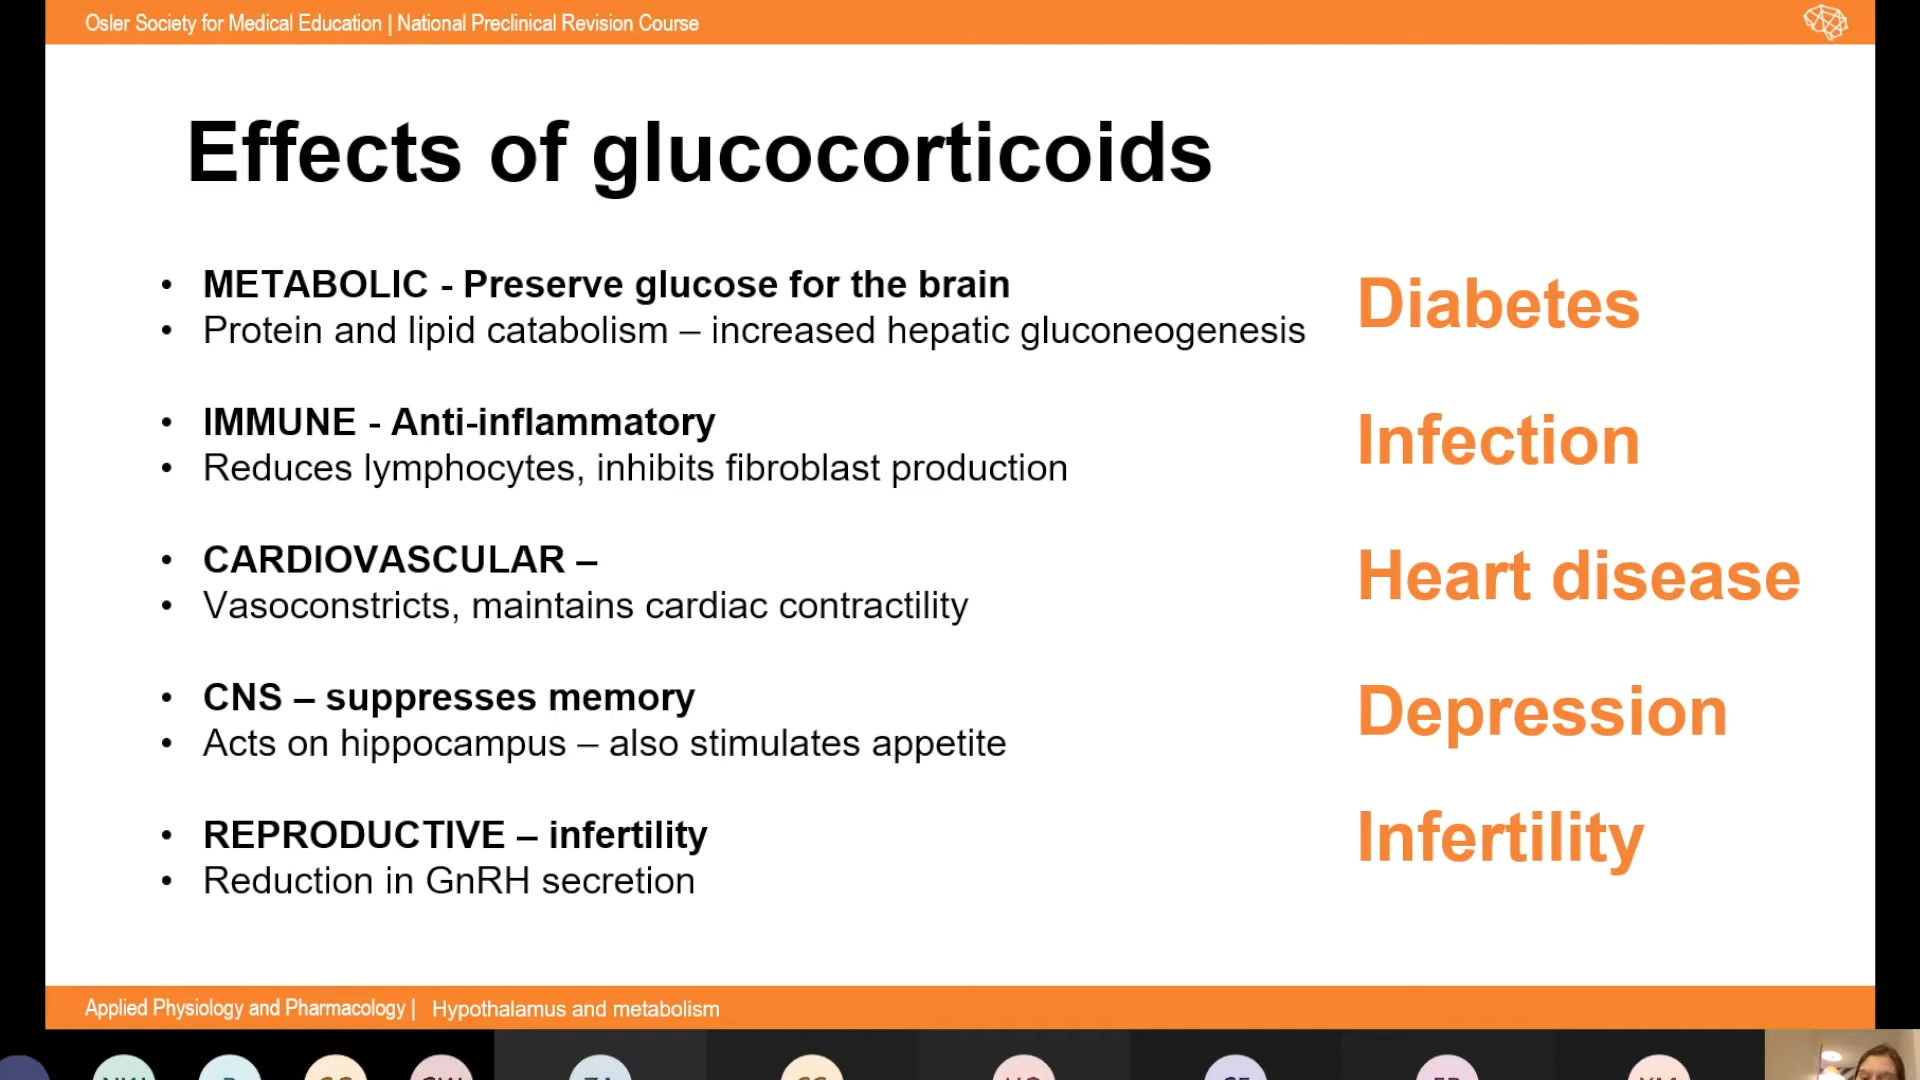 Osler Society for Medical Education | National Preclinical Revision Course
Effects of glucocorticoids
• METABOLIC - Preserve glucose for the brain
• Protein and lipid catabolism – increased hepatic gluconeogenesis
Diabetes
• IMMUNE - Anti-inflammatory
• Reduces lymphocytes, inhibits fibroblast production
Infection
• CARDIOVASCULAR –
• Vasoconstricts, maintains cardiac contractility
Heart disease
• CNS – suppresses memory
• Acts on hippocampus – also stimulates appetite
Depression
• REPRODUCTIVE – infertility
• Reduction in GnRH secretion
Infertility
Applied Physiology and Pharmacology | Hypothalamus and metabolism